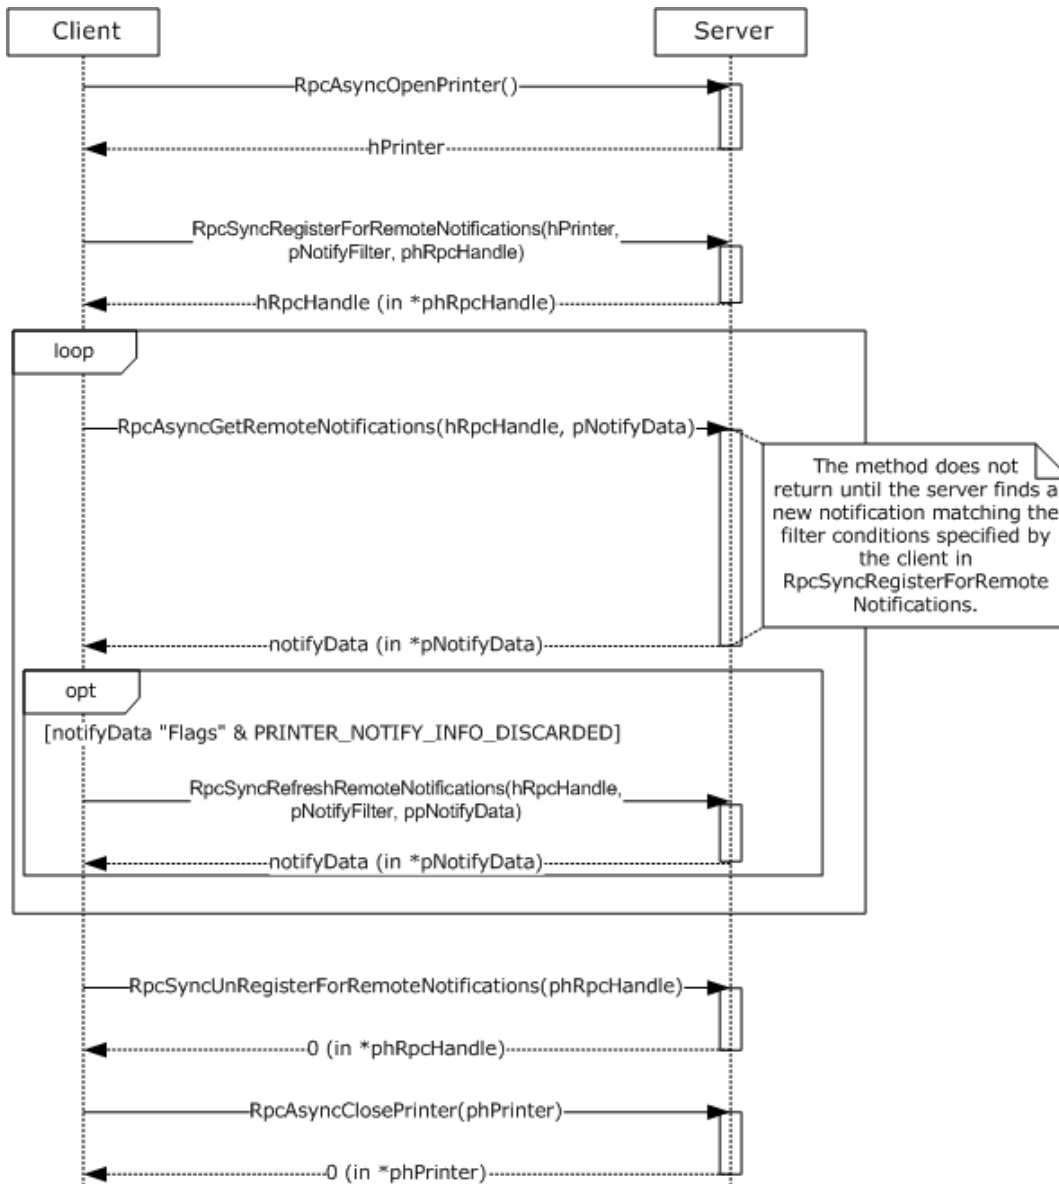 Client
Server
RpcAsyncOpenPrinter()
hPrinter
RpcSyncRegisterForRemoteNotifications(hPrinter,
pNotifyFilter, phRpcHandle)
hRpcHandle (in *phRpcHandle)
loop
RpcAsyncGetRemoteNotifications(hRpcHandle, pNotifyData)
The method does not
return until the server finds a
new notification matching the
filter conditions specified by
the client in
RpcSyncRegisterForRemote
Notifications.
notifyData (in *pNotifyData)
opt
[notifyData "Flags" & PRINTER_NOTIFY_INFO_DISCARDED]
RpcSyncRefreshRemoteNotifications(hRpcHandle,
pNotifyFilter, ppNotifyData)
notifyData (in *pNotifyData)
RpcSyncUnRegisterForRemoteNotifications(phRpcHandle)
0 (in *phRpcHandle)
RpcAsyncClosePrinter(phPrinter)
0 (in *phPrinter)